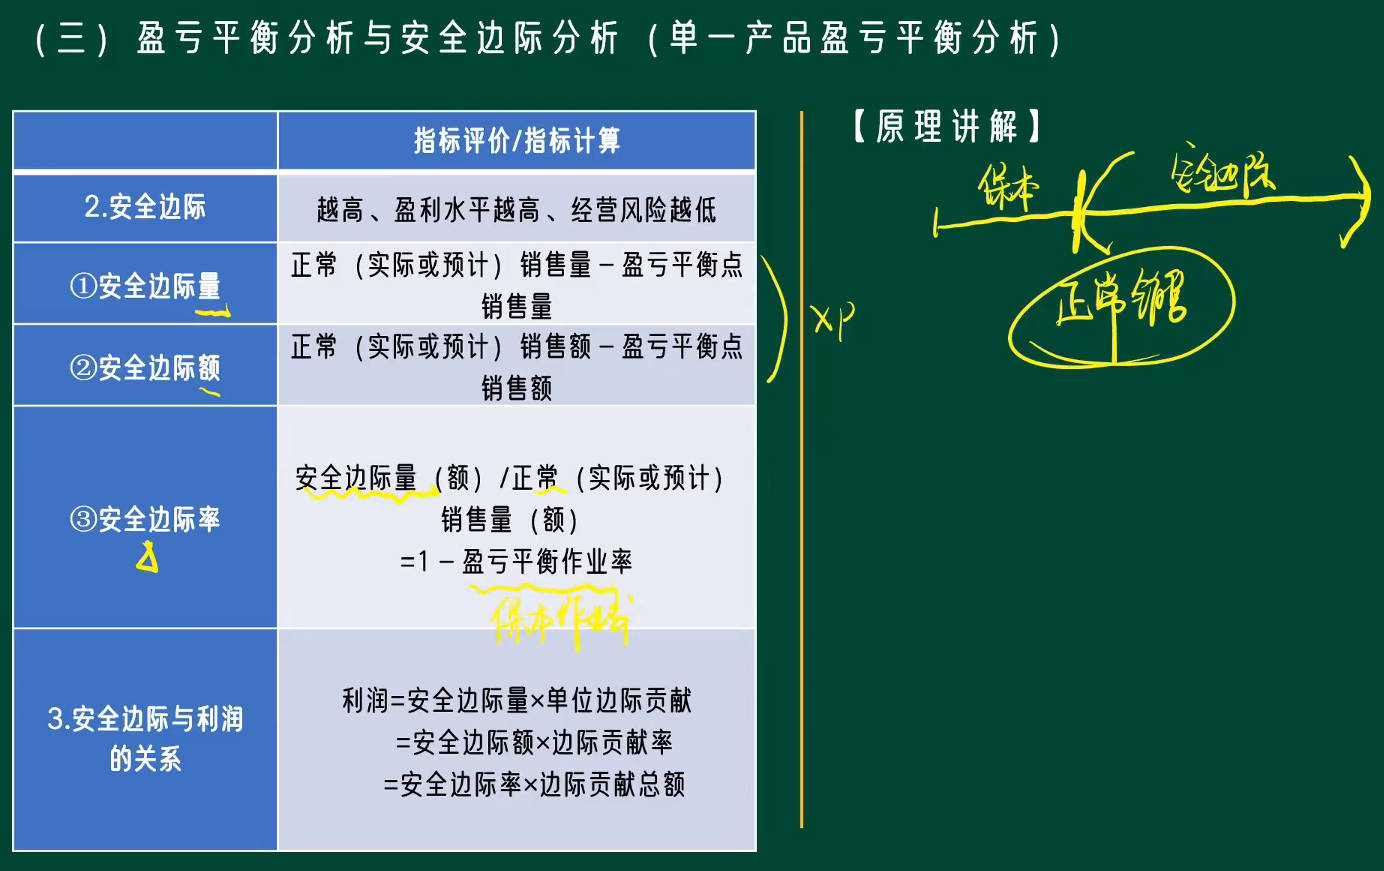 (三) 盈亏平衡分析与安全边际分析 (单一产品盈亏平衡分析)
指标评价/指标计算
2.安全边际
越高、盈利水平越高、经营风险越低
①安全边际量
正常 (实际或预计) 销售量－盈亏平衡点
销售量
②安全边际额
正常 (实际或预计) 销售额－盈亏平衡点
销售额
③安全边际率
安全边际量 (额) /正常 (实际或预计)
销售量 (额)
=1－盈亏平衡作业率
保本作业率
3.安全边际与利润
的关系
利润=安全边际量×单位边际贡献
=安全边际额×边际贡献率
=安全边际率×边际贡献总额
×P
【原理讲解】
保本
安全边际
正常销售